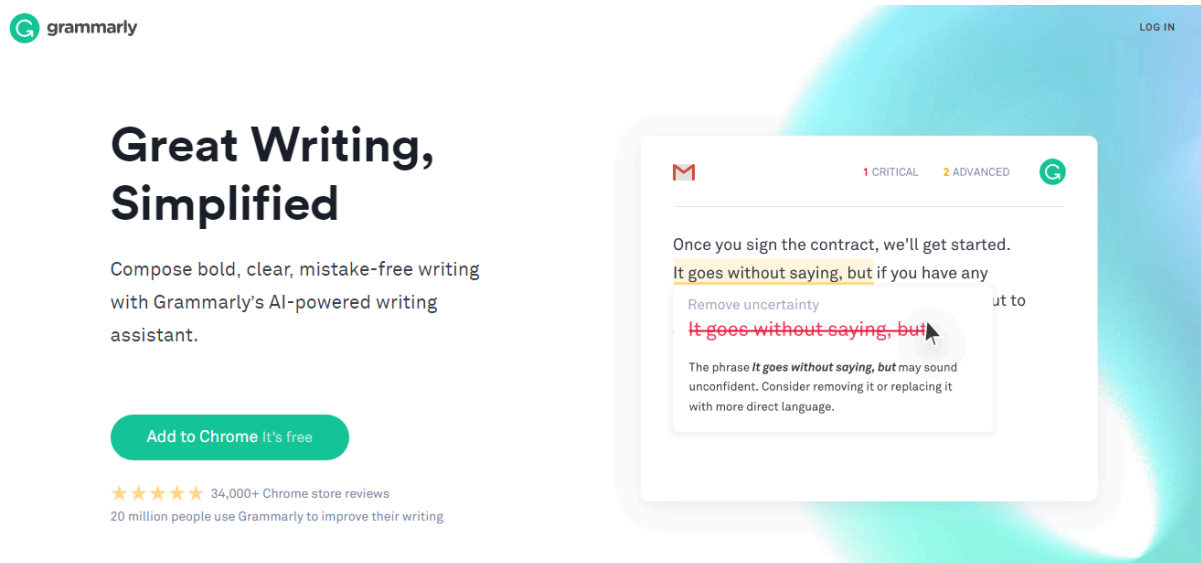 grammarly
LOG IN
Great Writing,
Simplified
Compose bold, clear, mistake-free writing
with Grammarly's AI-powered writing
assistant.
Add to Chrome It's free
34,000+ Chrome store reviews
20 million people use Grammarly to improve their writing
1 CRITICAL 2 ADVANCED
Once you sign the contract, we'll get started.
It goes without saying, but if you have any
ut to
Remove uncertainty
It goes without saying, but
The phrase It goes without saying, but may sound
unconfident. Consider removing it or replacing it
with more direct language.